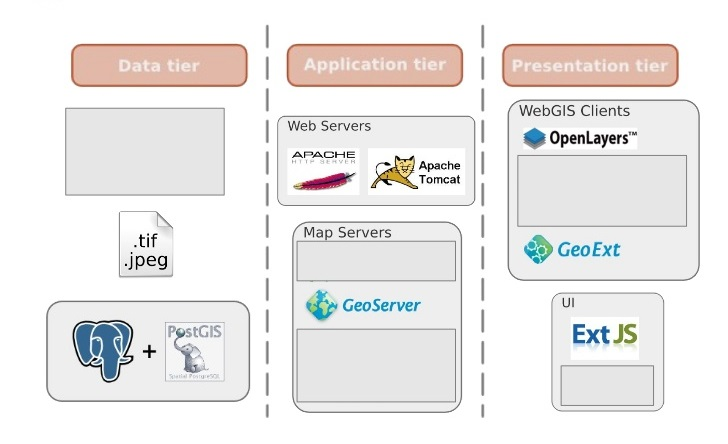 Data tier
Application tier
Presentation tier
.tif
.jpeg
+
PostGIS
Spatial PostgreSQL
Web Servers
APACHE
HTTP SERVER
Apache
Tomcat
Map Servers
GeoServer
WebGIS Clients
OpenLayers™
GeoExt
UI
Ext JS